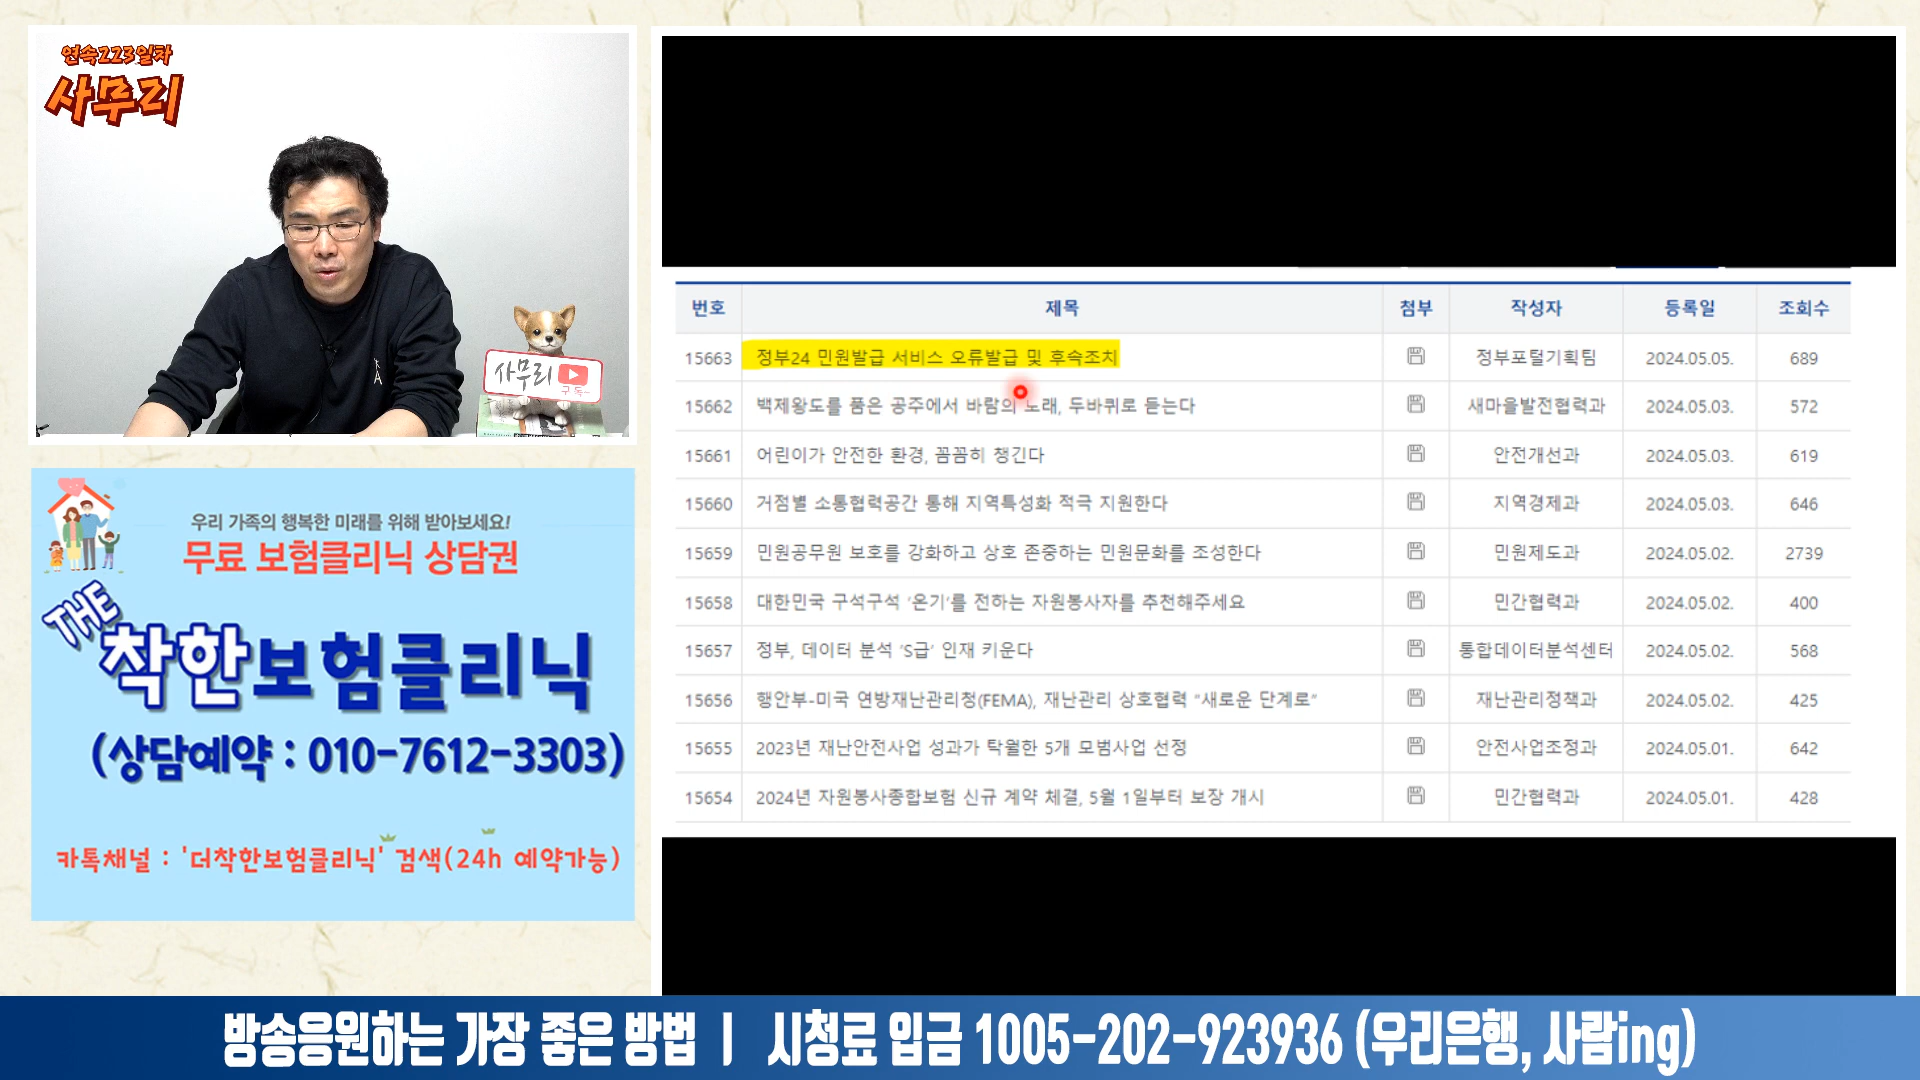 연속223일차
사무리
사무리
구독~
우리 가족의 행복한 미래를 위해 받아보세요!
무료 보험클리닉 상담권
THE
착한보험클리닉
(상담예약 : 010-7612-3303)
카톡채널 : '더착한보험클리닉' 검색(24h 예약가능)
번호 제목 첨부 작성자 등록일 조회수
15663 정부24 민원발급 서비스 오류발급 및 후속조치 정부포털기획팀 2024.05.05. 689
15662 백제왕도를 품은 공주에서 바람의 노래, 두바퀴로 듣는다 새마을발전협력과 2024.05.03. 572
15661 어린이가 안전한 환경, 꼼꼼히 챙긴다 안전개선과 2024.05.03. 619
15660 거점별 소통협력공간 통해 지역특성화 적극 지원한다 지역경제과 2024.05.03. 646
15659 민원공무원 보호를 강화하고 상호 존중하는 민원문화를 조성한다 민원제도과 2024.05.02. 2739
15658 대한민국 구석구석 '온기'를 전하는 자원봉사자를 추천해주세요 민간협력과 2024.05.02. 400
15657 정부, 데이터 분석 'S급' 인재 키운다 통합데이터분석센터 2024.05.02. 568
15656 행안부-미국 연방재난관리청(FEMA), 재난관리 상호협력 "새로운 단계로" 재난관리정책과 2024.05.02. 425
15655 2023년 재난안전사업 성과가 탁월한 5개 모범사업 선정 안전사업조정과 2024.05.01. 642
15654 2024년 자원봉사종합보험 신규 계약 체결, 5월 1일부터 보장 개시 민간협력과 2024.05.01. 428
방송응원하는 가장 좋은 방법 | 시청료 입금 1005-202-923936 (우리은행, 사람ing)